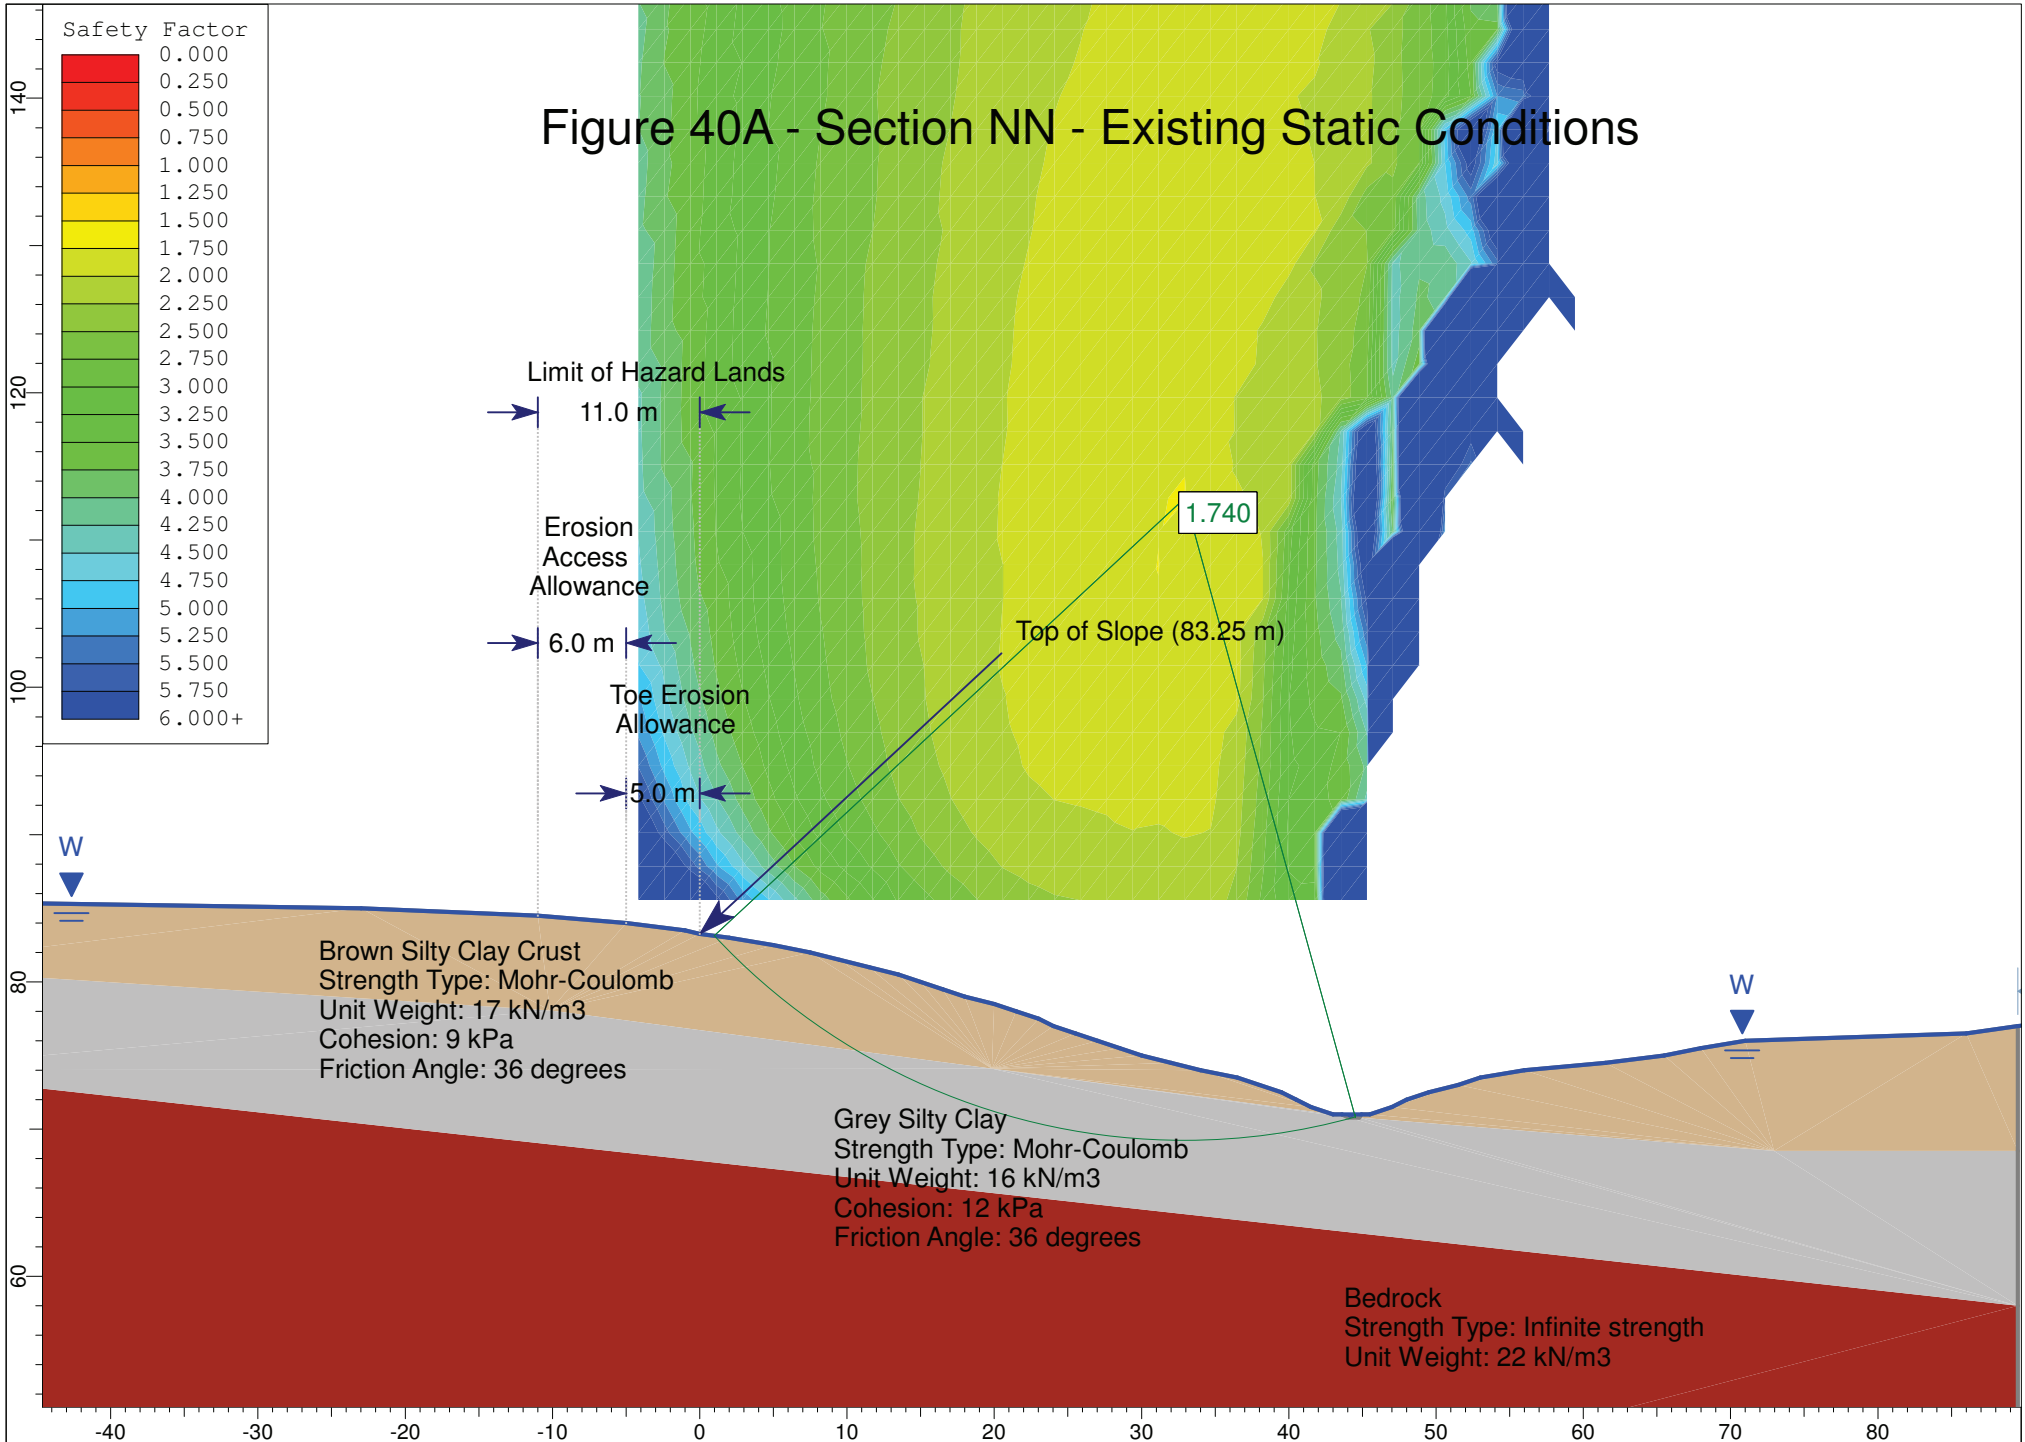 Safety Factor
0.000
0.250
0.500
0.750
1.000
1.250
1.500
1.750
2.000
2.250
2.500
2.750
3.000
3.250
3.500
3.750
4.000
4.250
4.500
4.750
5.000
5.250
5.500
5.750
6.000+
Figure 40A - Section NN - Existing Static Conditions
Limit of Hazard Lands
11.0 m
Erosion
Access
Allowance
6.0 m
Toe Erosion
Allowance
5.0 m
1.740
Top of Slope (83.25 m)
W
W
Brown Silty Clay Crust
Strength Type: Mohr-Coulomb
Unit Weight: 17 kN/m3
Cohesion: 9 kPa
Friction Angle: 36 degrees
Grey Silty Clay
Strength Type: Mohr-Coulomb
Unit Weight: 16 kN/m3
Cohesion: 12 kPa
Friction Angle: 36 degrees
Bedrock
Strength Type: Infinite strength
Unit Weight: 22 kN/m3
140
120
100
80
60
-40
-30
-20
-10
0
10
20
30
40
50
60
70
80
90